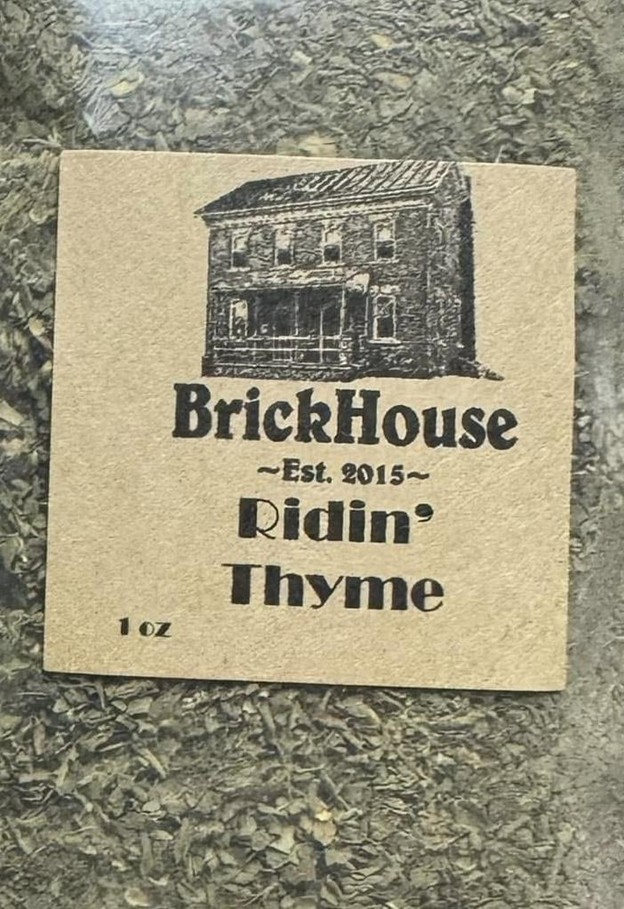 BrickHouse
~Est. 2015~
Ridin'
Thyme
1 oz